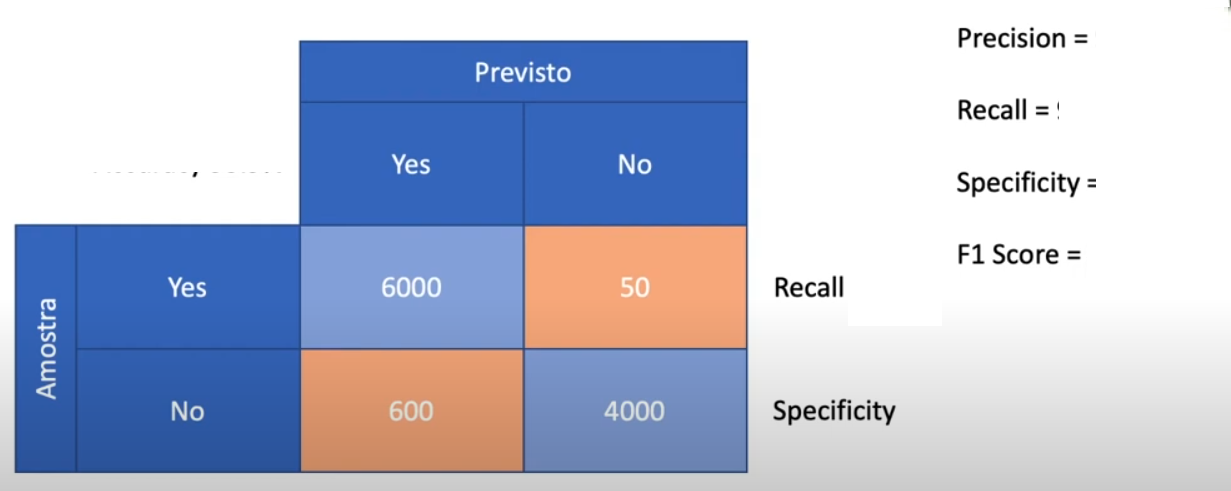 Previsto
Yes No
Amostra
Yes 6000 50 Recall
No 600 4000 Specificity
Precision =
Recall =
Specificity =
F1 Score =